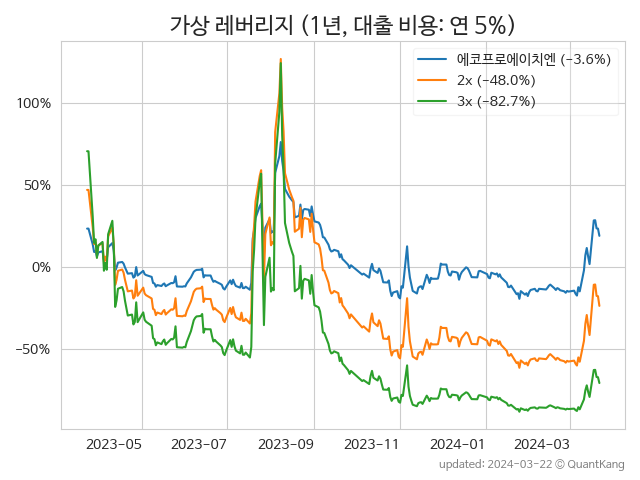 가상 레버리지 (1년, 대출 비용: 연 5%)
에코프로에이치엔 (−3.6%)
2x (−48.0%)
3x (−82.7%)
100%
50%
0%
−50%
2023-05 2023-07 2023-09 2023-11 2024-01 2024-03
updated: 2024-03-22 © QuantKang